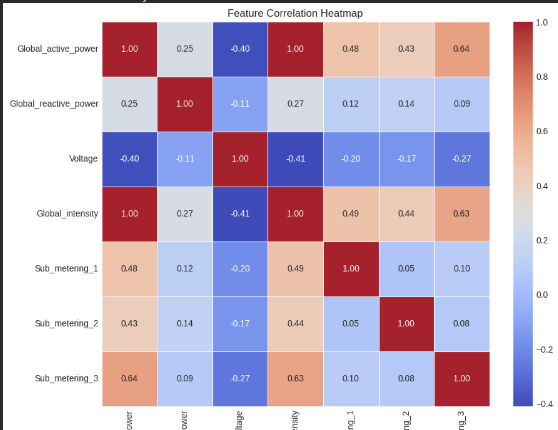 Feature Correlation Heatmap
Global_active_power 1.00 0.25 -0.40 1.00 0.48 0.43 0.64
Global_reactive_power 0.25 1.00 -0.11 0.27 0.12 0.14 0.09
Voltage -0.40 -0.11 1.00 -0.41 -0.20 -0.17 -0.27
Global_intensity 1.00 0.27 -0.41 1.00 0.49 0.44 0.63
Sub_metering_1 0.48 0.12 -0.20 0.49 1.00 0.05 0.10
Sub_metering_2 0.43 0.14 -0.17 0.44 0.05 1.00 0.08
Sub_metering_3 0.64 0.09 -0.27 0.63 0.10 0.08 1.00
ower
ower
ltage
ensity
ng_1
ng_2
ng_3
1.0
0.8
0.6
0.4
0.2
0.0
−0.2
−0.4